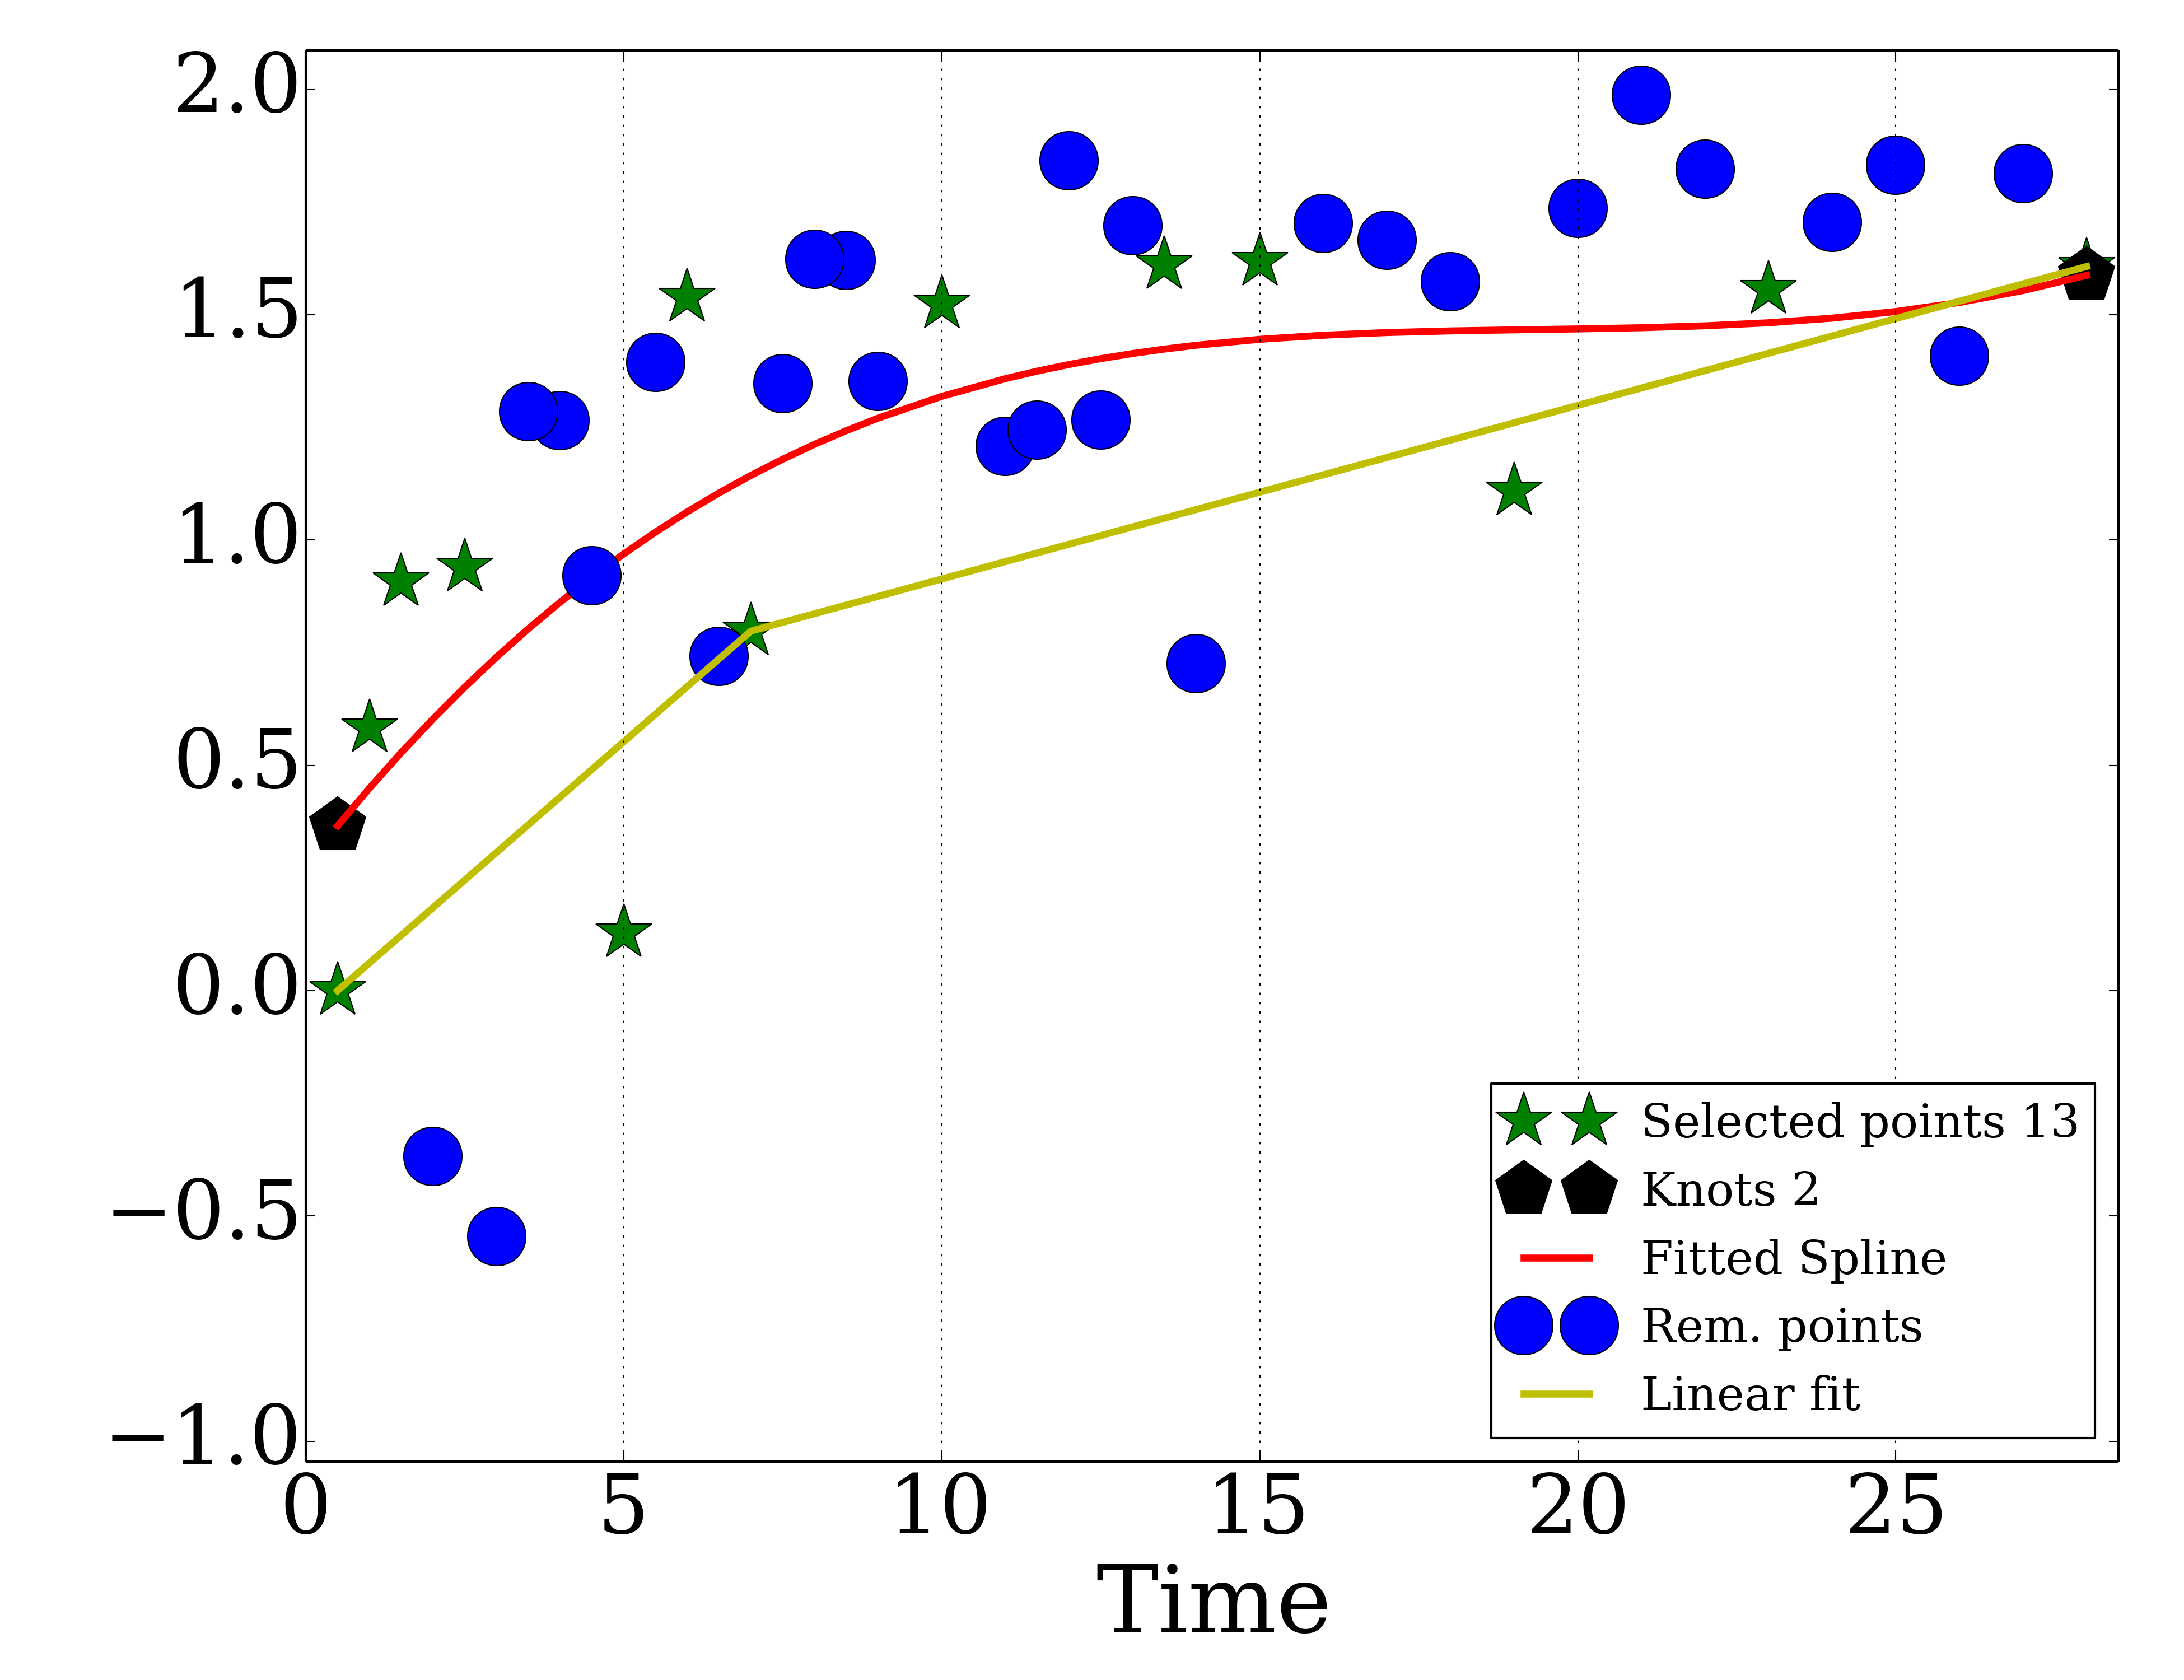 2.0
1.5
1.0
0.5
0.0
−0.5
−1.0
0 5 10 15 20 25
Time
Selected points 13
Knots 2
Fitted Spline
Rem. points
Linear fit